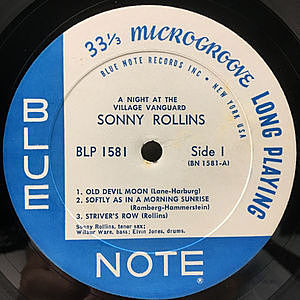 33⅓ MICROGROOVE LONG PLAYING
BLUE NOTE RECORDS INC • NEW YORK USA
A NIGHT AT THE
VILLAGE VANGUARD
SONNY ROLLINS
BLP 1581 Side 1
(BN 1581-A)
1. OLD DEVIL MOON (Lane-Harburg)
2. SOFTLY AS IN A MORNING SUNRISE
(Romberg-Hammerstein)
3. STRIVER'S ROW (Rollins)
Sonny Rollins, tenor sax;
Wilbur Ware, bass; Elvin Jones, drums.
BLUE
NOTE
®